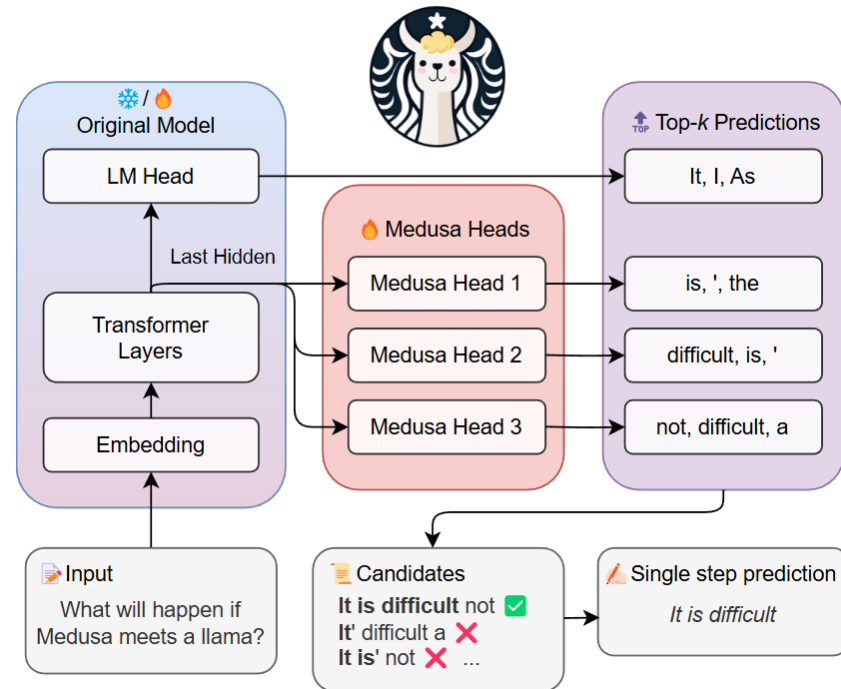 ❄️ / 🔥
Original Model
LM Head
Last Hidden
Transformer
Layers
Embedding
🔥 Medusa Heads
Medusa Head 1
Medusa Head 2
Medusa Head 3
TOP Top-k Predictions
It, I, As
is, ', the
difficult, is, '
not, difficult, a
Input
What will happen if
Medusa meets a llama?
Candidates
It is difficult not ✅
It' difficult a ❌
It is' not ❌ ...
Single step prediction
It is difficult